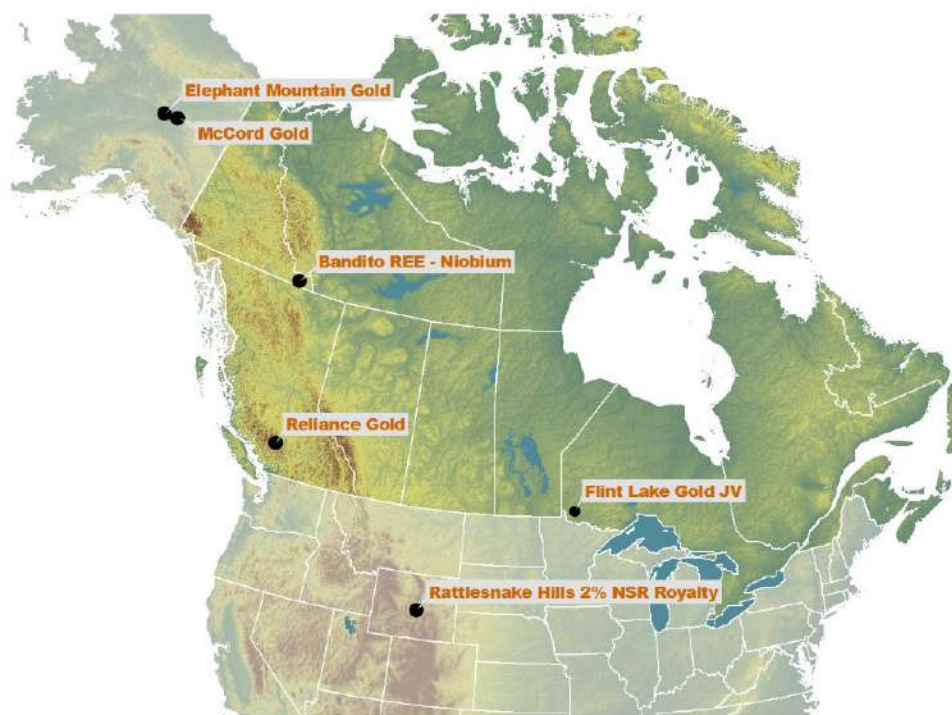 Elephant Mountain Gold
McCord Gold
Bandito REE - Niobium
Reliance Gold
Flint Lake Gold JV
Rattlesnake Hills 2% NSR Royalty